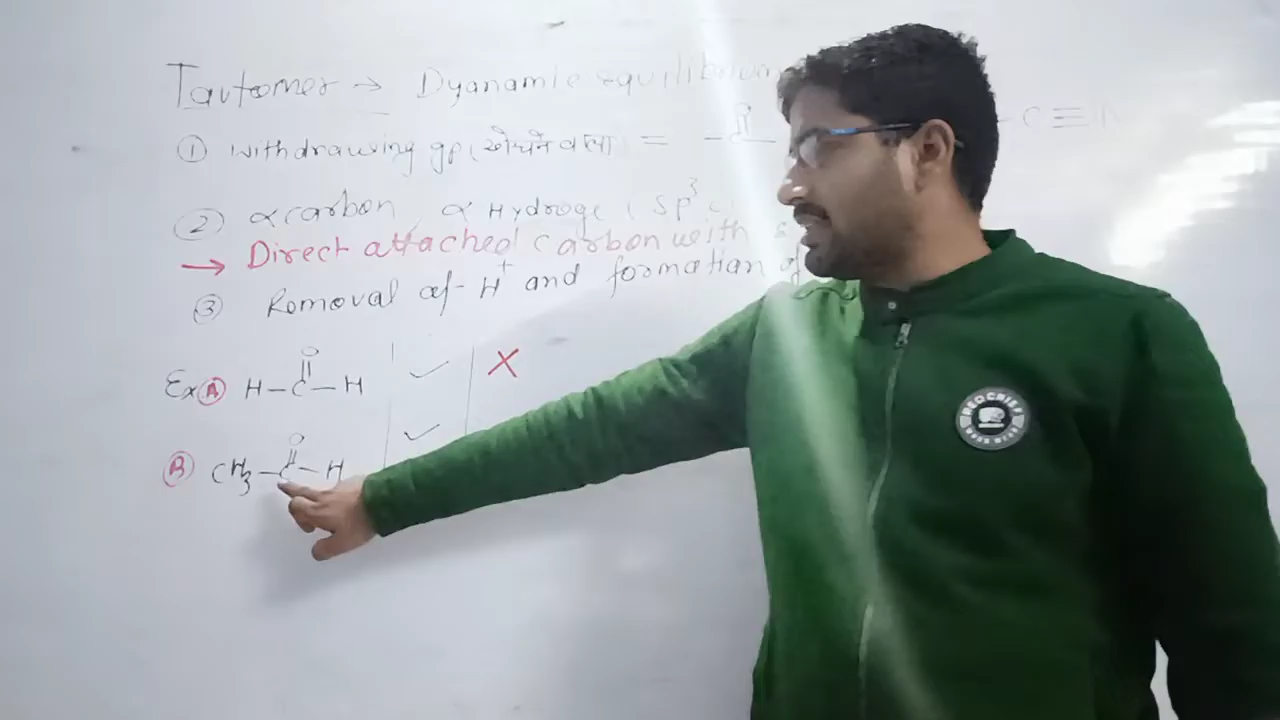 Tautomer → Dyanamic equilibrium
① withdrawing gp (खींचने वाला) = -C- -C≡N
O
② α carbon, α Hydroge (sp³ c
→ Direct attached carbon with s
③ Removal of H⁺ and formation of
O
Ex Ⓐ H-C-H ✓ X
O
Ⓑ CH₃-C-H ✓